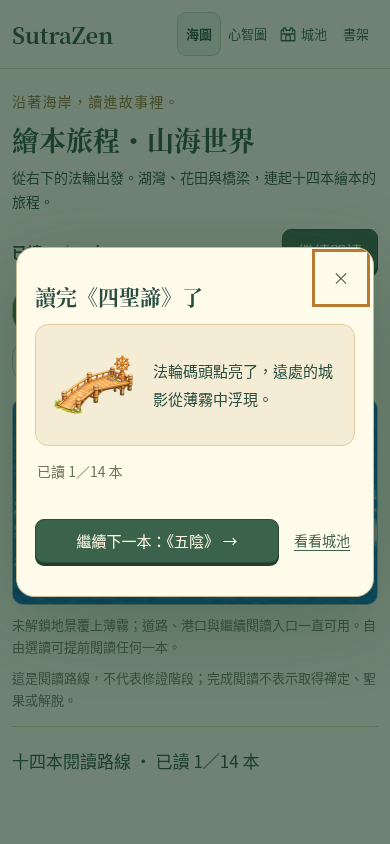 SutraZen
海圖
心智圖
城池
書架
沿著海岸，讀進故事裡。
繪本旅程・山海世界
從右下的法輪出發。湖灣、花田與橋梁，連起十四本繪本的
旅程。
×
讀完《四聖諦》了
法輪碼頭點亮了，遠處的城
影從薄霧中浮現。
已讀 1／14 本
繼續下一本：《五陰》 →
看看城池
未解鎖地景覆上薄霧；道路、港口與繼續閱讀入口一直可用。自
由選讀可提前閱讀任何一本。
這是閱讀路線，不代表修證階段；完成閱讀不表示取得禪定、聖
果或解脫。
十四本閱讀路線 ・ 已讀 1／14 本